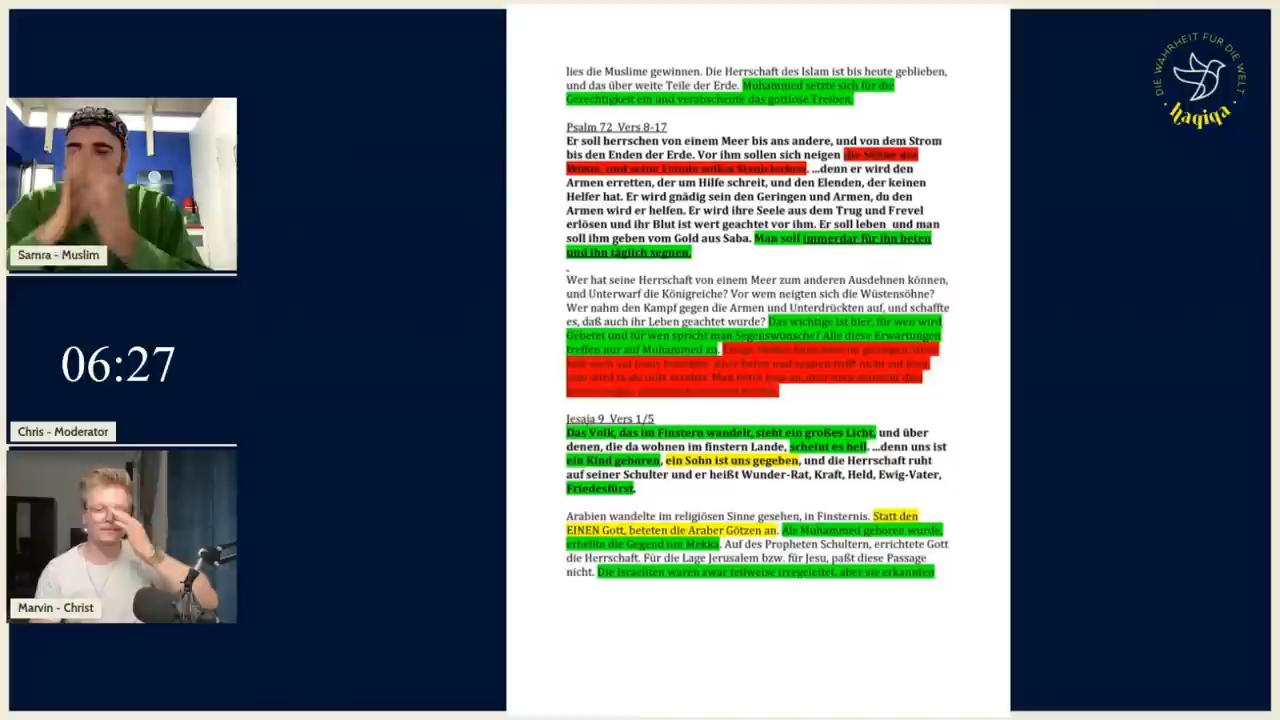 lies die Muslime gewinnen. Die Herrschaft des Islam ist bis heute geblieben,
und das über weite Teile der Erde. Muhammed setzte sich für die
Gerechtigkeit ein und verabscheute das gottlose Treiben.
Psalm 72 Vers 8-17
Er soll herrschen von einem Meer bis ans andere, und von dem Strom
bis den Enden der Erde. Vor ihm sollen sich neigen die Söhne der
Wüste, und seine Feinde sollen Staub lecken. ...denn er wird den
Armen erretten, der um Hilfe schreit, und den Elenden, der keinen
Helfer hat. Er wird gnädig sein den Geringen und Armen, du den
Armen wird er helfen. Er wird ihre Seele aus dem Trug und Frevel
erlösen und ihr Blut ist wert geachtet vor ihm. Er soll leben und man
soll ihm geben vom Gold aus Saba. Man soll immerdar für ihn beten
und ihn täglich segnen.
Wer hat seine Herrschaft von einem Meer zum anderen Ausdehnen können,
und Unterwarf die Königreiche? Vor wem neigten sich die Wüstensöhne?
Wer nahm den Kampf gegen die Armen und Unterdrückten auf, und schaffte
es, daß auch ihr Leben geachtet wurde? Das wichtige ist hier, für wen wird
Gebetet und für wen spricht man Segenswünsche? Alle diese Erwartungen
treffen nur auf Muhammed zu.
Jesaja 9 Vers 1/5
Das Volk, das im Finstern wandelt, sieht ein großes Licht, und über
denen, die da wohnen im finstern Lande, scheint es hell. ...denn uns ist
ein Kind geboren, ein Sohn ist uns gegeben, und die Herrschaft ruht
auf seiner Schulter und er heißt Wunder-Rat, Kraft, Held, Ewig-Vater,
Friedesfürst.
Arabien wandelte im religiösen Sinne gesehen, in Finsternis. Statt den
EINEN Gott, beteten die Araber Götzen an. Als Muhammed geboren wurde,
erhellte die Gegend um Mekka. Auf des Propheten Schultern, errichtete Gott
die Herrschaft. Für die Lage Jerusalem bzw. für Jesu, paßt diese Passage
nicht. Die Israeliten waren zwar teilweise irregeleitet, aber sie erkannten
Samra - Muslim
06:27
Chris - Moderator
Marvin - Christ
DIE WAHRHEIT FÜR DIE WELT
haqiqa